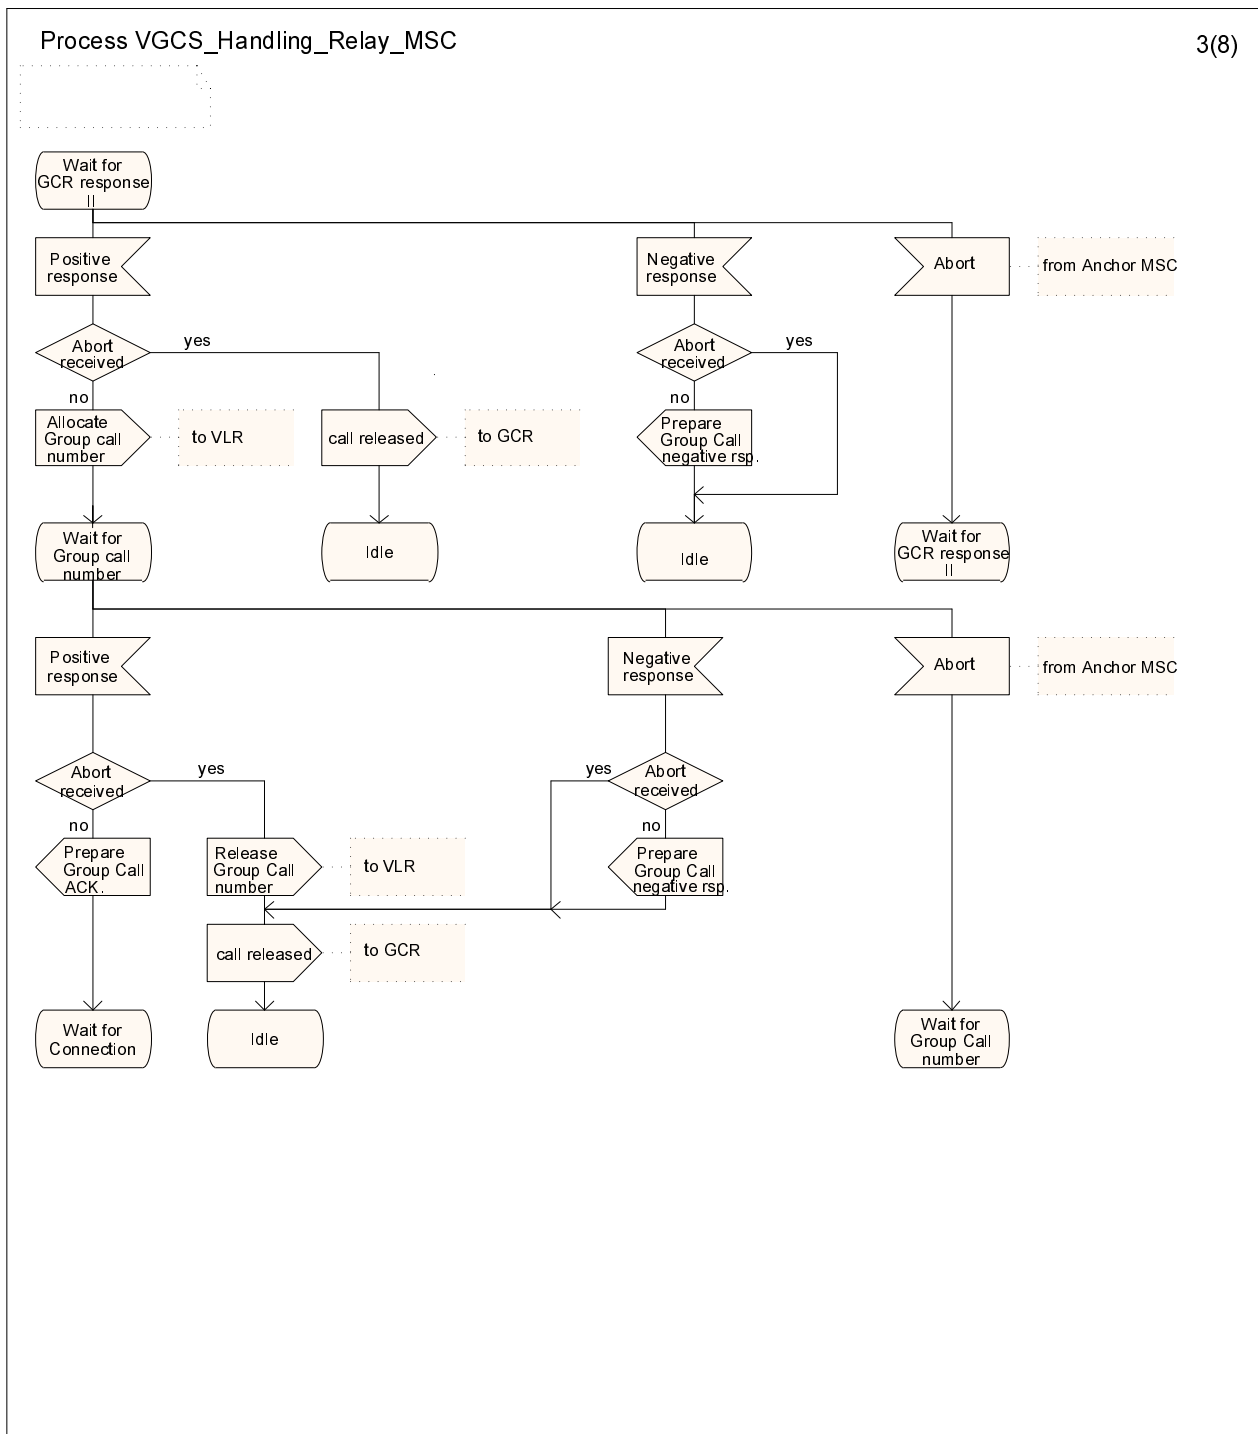 Process VGCS_Handling_Relay_MSC
3(8)
Wait for
GCR response
II
Positive
response
Negative
response
Abort
from Anchor MSC
Abort
received
yes
no
Abort
received
yes
no
Allocate
Group call
number
to VLR
call released
to GCR
Prepare
Group Call
negative rsp.
Wait for
Group call
number
Idle
Idle
Wait for
GCR response
II
Positive
response
Negative
response
Abort
from Anchor MSC
Abort
received
yes
no
yes
Abort
received
no
Prepare
Group Call
ACK.
Release
Group Call
number
to VLR
Prepare
Group Call
negative rsp.
call released
to GCR
Wait for
Connection
Idle
Wait for
Group Call
number